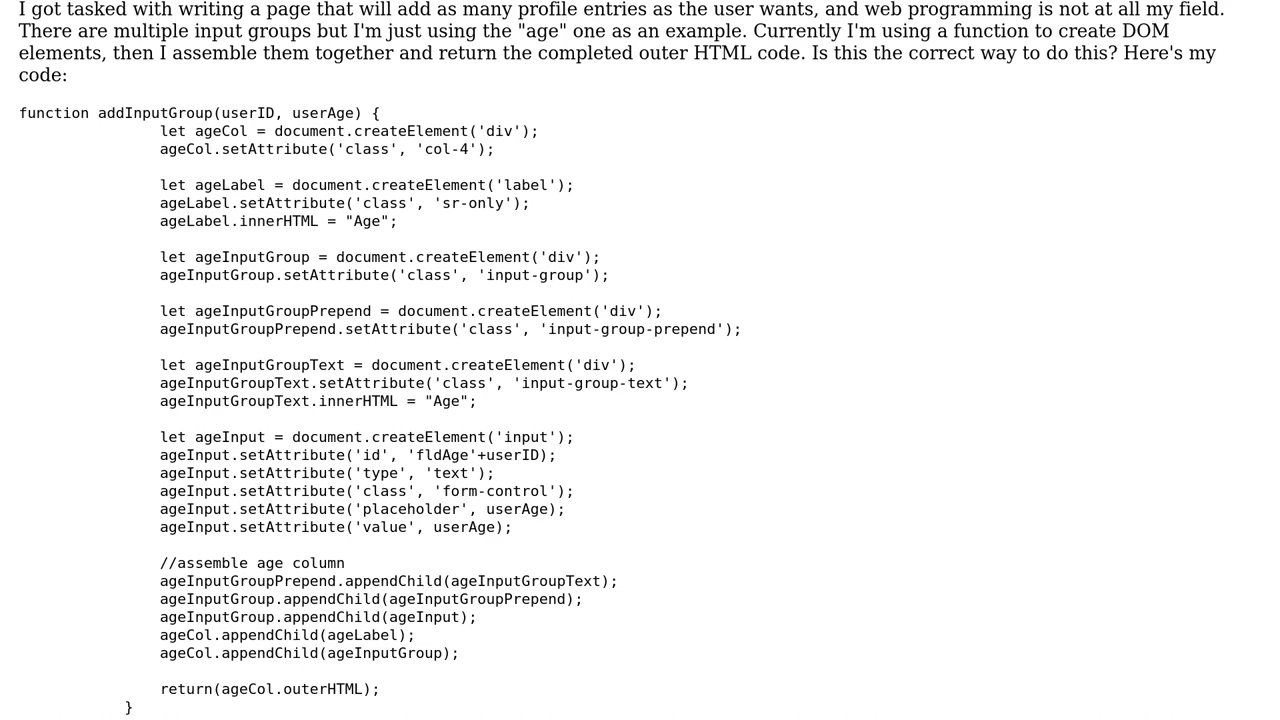 I got tasked with writing a page that will add as many profile entries as the user wants, and web programming is not at all my field.
There are multiple input groups but I'm just using the "age" one as an example. Currently I'm using a function to create DOM
elements, then I assemble them together and return the completed outer HTML code. Is this the correct way to do this? Here's my
code:
function addInputGroup(userID, userAge) {
let ageCol = document.createElement('div');
ageCol.setAttribute('class', 'col-4');
let ageLabel = document.createElement('label');
ageLabel.setAttribute('class', 'sr-only');
ageLabel.innerHTML = "Age";
let ageInputGroup = document.createElement('div');
ageInputGroup.setAttribute('class', 'input-group');
let ageInputGroupPrepend = document.createElement('div');
ageInputGroupPrepend.setAttribute('class', 'input-group-prepend');
let ageInputGroupText = document.createElement('div');
ageInputGroupText.setAttribute('class', 'input-group-text');
ageInputGroupText.innerHTML = "Age";
let ageInput = document.createElement('input');
ageInput.setAttribute('id', 'fldAge'+userID);
ageInput.setAttribute('type', 'text');
ageInput.setAttribute('class', 'form-control');
ageInput.setAttribute('placeholder', userAge);
ageInput.setAttribute('value', userAge);
//assemble age column
ageInputGroupPrepend.appendChild(ageInputGroupText);
ageInputGroup.appendChild(ageInputGroupPrepend);
ageInputGroup.appendChild(ageInput);
ageCol.appendChild(ageLabel);
ageCol.appendChild(ageInputGroup);
return(ageCol.outerHTML);
}